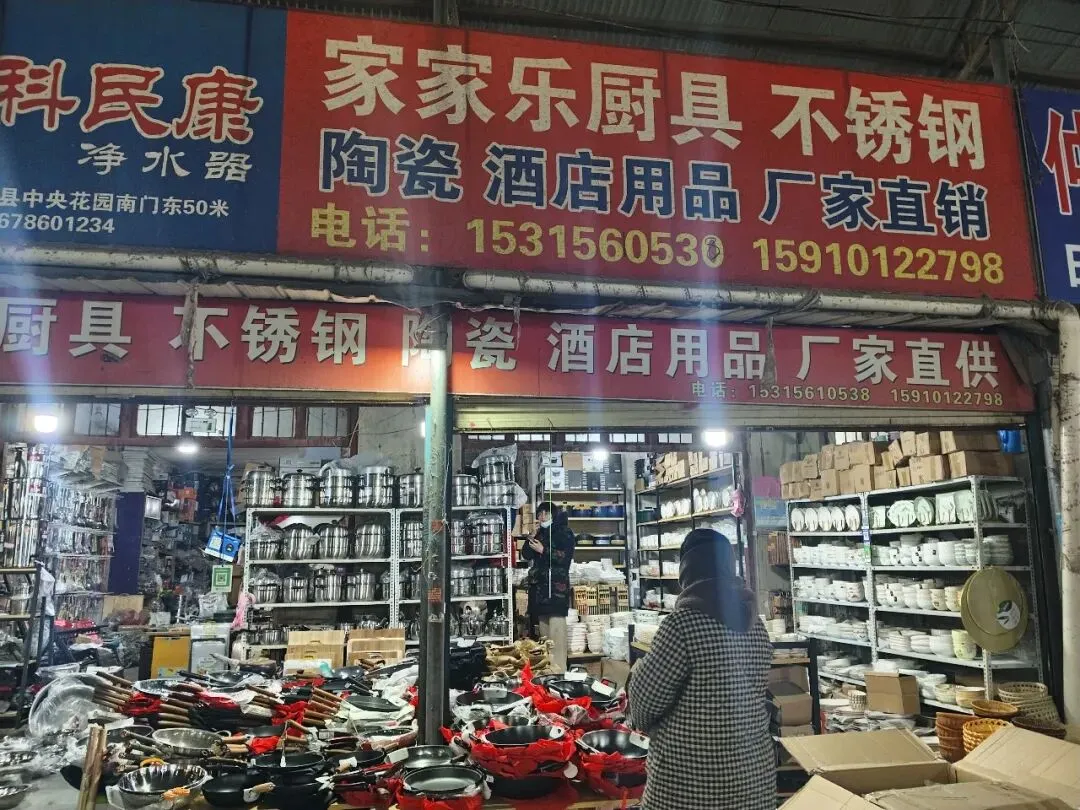 科民康
净水器
县中央花园南门东50米
678601234
家家乐厨具 不锈钢
陶瓷 酒店用品 厂家直销
电话：1531560530 15910122798
厨具 不锈钢 陶瓷 酒店用品 厂家直供
电话：15315610538 15910122798